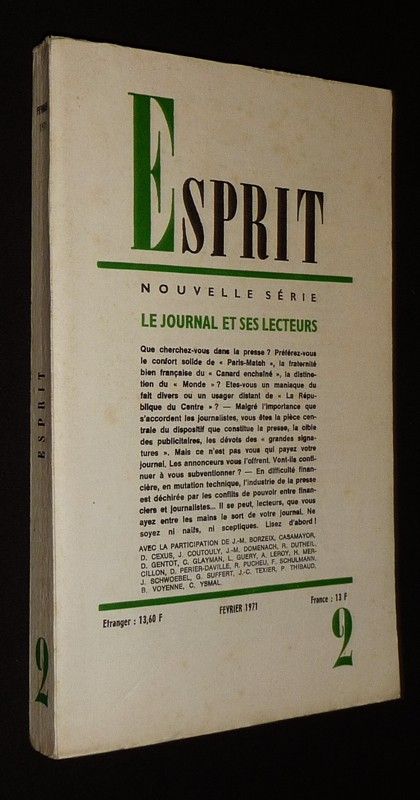 ESPRIT
NOUVELLE SÉRIE
LE JOURNAL ET SES LECTEURS
Que cherchez-vous dans la presse ? Préférez-vous
le confort solide de « Paris-Match », la fraternité
bien française du « Canard enchaîné », la distinc-
tion du « Monde » ? Etes-vous un maniaque du
fait divers ou un usager distant de « La Répu-
blique du Centre » ? — Malgré l'importance que
s'accordent les journalistes, vous êtes la pièce cen-
trale du dispositif que constitue la presse, la cible
des publicitaires, les dévots des « grandes signa-
tures ». Mais ce n'est pas vous qui payez votre
journal. Les annonceurs vous l'offrent. Vont-ils conti-
nuer à vous subventionner ? — En difficulté finan-
cière, en mutation technique, l'industrie de la presse
est déchirée par les conflits de pouvoir entre finan-
ciers et journalistes... Il se peut, lecteurs, que vous
ayez entre les mains le sort de votre journal. Ne
soyez ni naïfs, ni sceptiques. Lisez d'abord !
AVEC LA PARTICIPATION DE J.-M. BORZEIX, CASAMAYOR,
D. CEXUS, J. COUTOULY, J.-M. DOMENACH, R. DUTHEIL,
D. GENTOT, C. GLAYMAN, L. GUERY, A. LEROY, H. MER-
CILLON, D. PERIER-DAVILLE, R. PUCHEU, F. SCHULMANN,
J. SCHWOEBEL, G. SUFFERT, J.-C. TEXIER, P. THIBAUD,
B. VOYENNE, C. YSMAL.
Etranger : 13,60 F
FEVRIER 1971
France : 13 F
2
ESPRIT
2